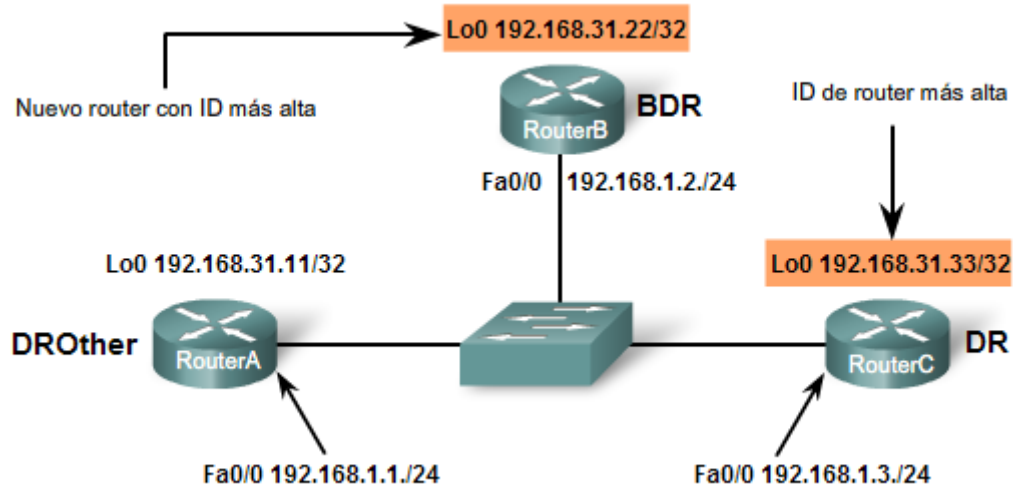 Lo0 192.168.31.22/32
Nuevo router con ID más alta
BDR
RouterB
ID de router más alta
Fa0/0
192.168.1.2./24
Lo0 192.168.31.11/32
Lo0 192.168.31.33/32
DROther
RouterA
RouterC
DR
Fa0/0 192.168.1.1./24
Fa0/0 192.168.1.3./24